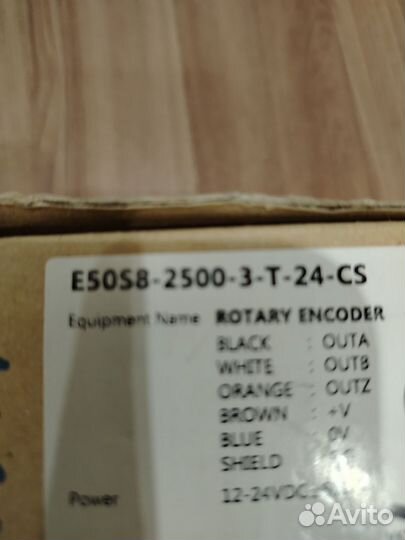 E50S8-2500-3-T-24-CS
Equipment Name ROTARY ENCODER
BLACK : OUTA
WHITE : OUTB
ORANGE : OUTZ
BROWN : +V
BLUE : 0V
SHIELD :
Power 12-24VDC
Avito